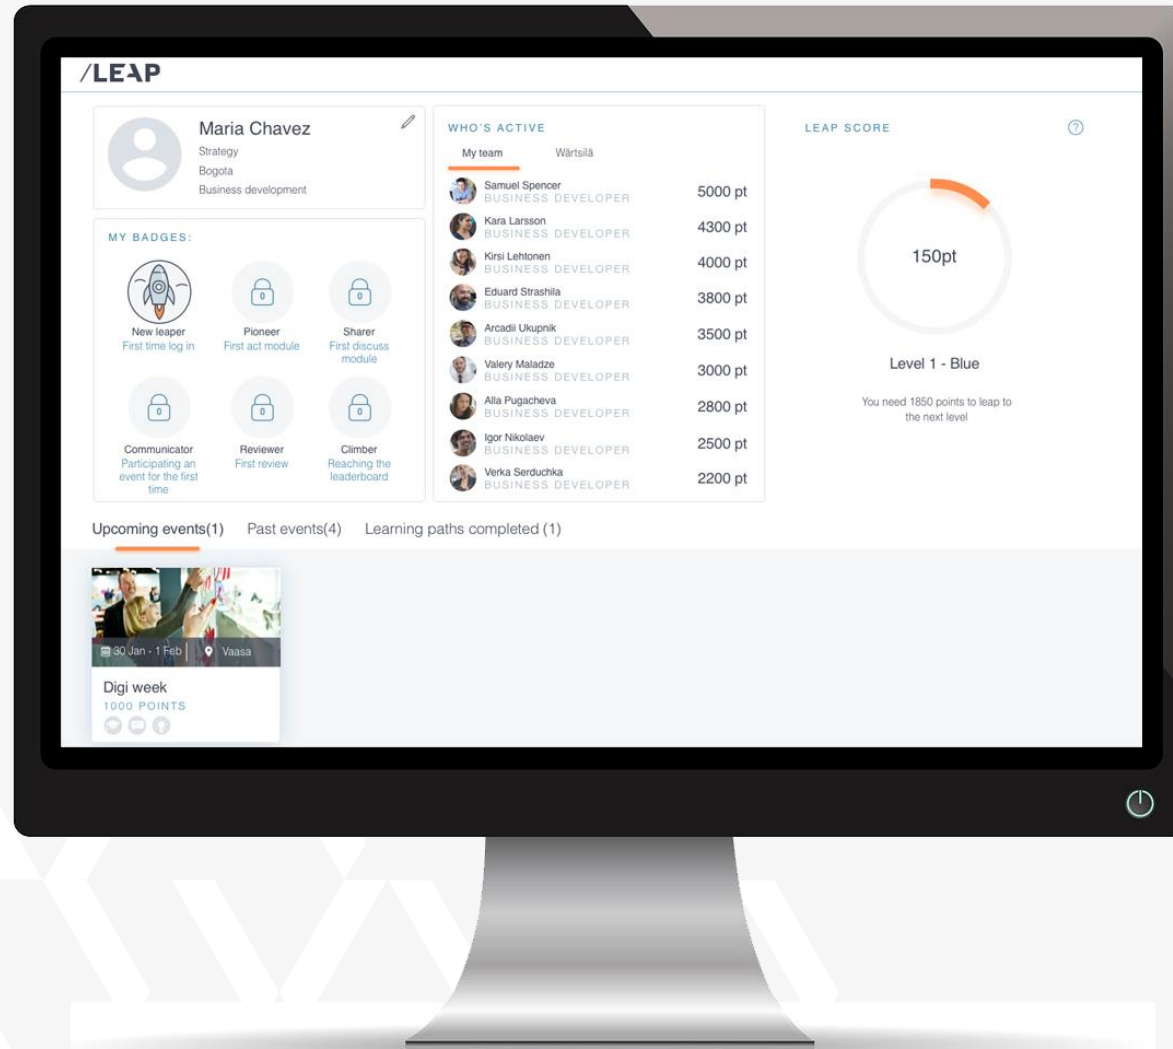 /LEAP
Maria Chavez
Strategy
Bogota
Business development
MY BADGES:
New leaper
First time log in
0
Pioneer
First act module
0
Sharer
First discuss
module
0
Communicator
Participating an
event for the first
time
0
Reviewer
First review
0
Climber
Reaching the
leaderboard
WHO'S ACTIVE
My team Wärtsilä
Samuel Spencer
BUSINESS DEVELOPER 5000 pt
Kara Larsson
BUSINESS DEVELOPER 4300 pt
Kirsi Lehtonen
BUSINESS DEVELOPER 4000 pt
Eduard Strashila
BUSINESS DEVELOPER 3800 pt
Arcadii Ukupnik
BUSINESS DEVELOPER 3500 pt
Valery Maladze
BUSINESS DEVELOPER 3000 pt
Alla Pugacheva
BUSINESS DEVELOPER 2800 pt
Igor Nikolaev
BUSINESS DEVELOPER 2500 pt
Verka Serduchka
BUSINESS DEVELOPER 2200 pt
LEAP SCORE ?
150pt
Level 1 - Blue
You need 1850 points to leap to
the next level
Upcoming events(1) Past events(4) Learning paths completed (1)
30 Jan - 1 Feb Vaasa
Digi week
1000 POINTS